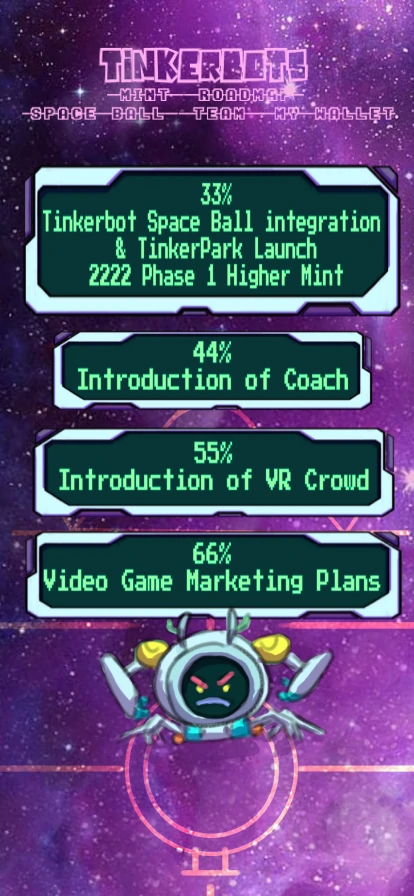 TINKERBOTS
MINT ROADMAP
SPACE BALL TEAM MY WALLET
33%
Tinkerbot Space Ball integration
& TinkerPark Launch
2222 Phase 1 Higher Mint
44%
Introduction of Coach
55%
Introduction of VR Crowd
66%
Video Game Marketing Plans